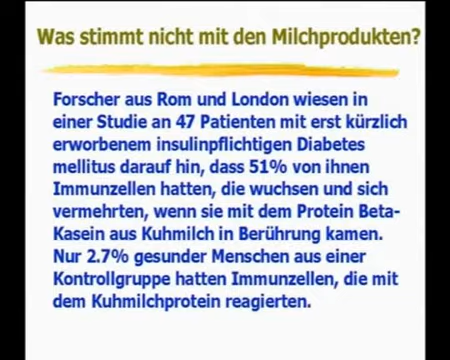 Was stimmt nicht mit den Milchprodukten?
Forscher aus Rom und London wiesen in
einer Studie an 47 Patienten mit erst kürzlich
erworbenem insulinpflichtigen Diabetes
mellitus darauf hin, dass 51% von ihnen
Immunzellen hatten, die wuchsen und sich
vermehrten, wenn sie mit dem Protein Beta-
Kasein aus Kuhmilch in Berührung kamen.
Nur 2.7% gesunder Menschen aus einer
Kontrollgruppe hatten Immunzellen, die mit
dem Kuhmilchprotein reagierten.